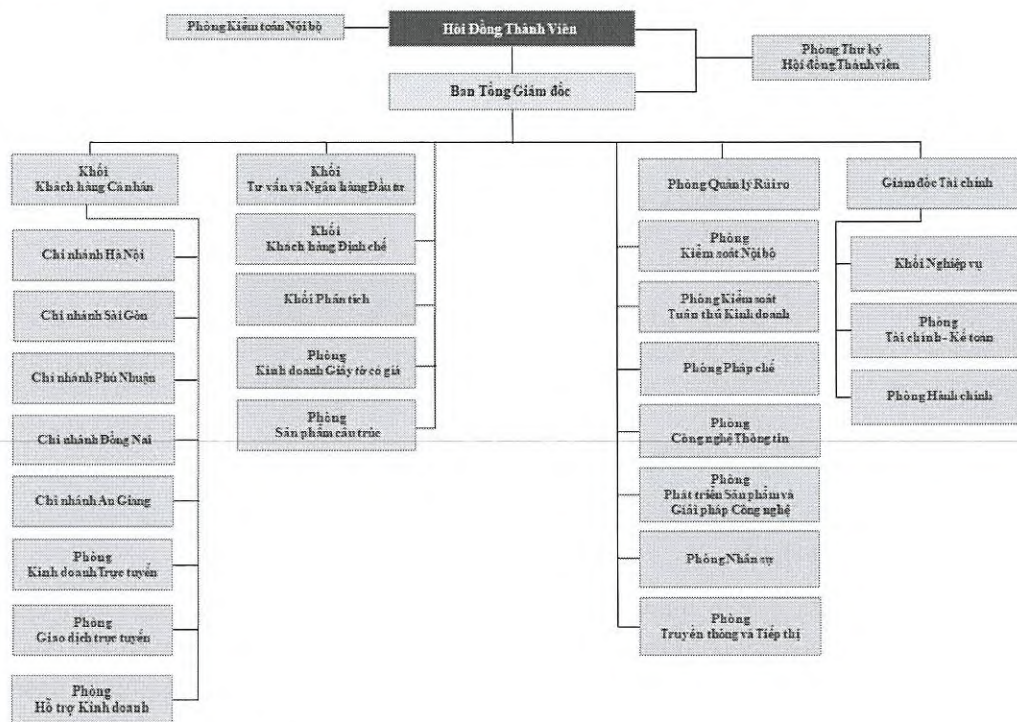 Phòng Kiểm toán Nội bộ
Hội Đồng Thành Viên
Phòng Thư ký
Hội đồng Thành viên
Ban Tổng Giám đốc
Khối
Khách hàng Cá nhân
Chi nhánh Hà Nội
Chi nhánh Sài Gòn
Chi nhánh Phú Nhuận
Chi nhánh Đồng Nai
Chi nhánh An Giang
Phòng
Kinh doanh Trực tuyến
Phòng
Giao dịch trực tuyến
Phòng
Hỗ trợ Kinh doanh
Khối
Tư vấn và Ngân hàng Đầu tư
Khối
Khách hàng Định chế
Khối Phân tích
Phòng
Kinh doanh Giấy tờ có giá
Phòng
Sản phẩm cấu trúc
Phòng Quản lý Rủi ro
Phòng
Kiểm soát Nội bộ
Phòng Kiểm soát
Tuân thủ Kinh doanh
Phòng Pháp chế
Phòng
Công nghệ Thông tin
Phòng
Phát triển Sản phẩm và
Giải pháp Công nghệ
Phòng Nhân sự
Phòng
Truyền thông và Tiếp thị
Giám đốc Tài chính
Khối Nghiệp vụ
Phòng
Tài chính - Kế toán
Phòng Hành chính